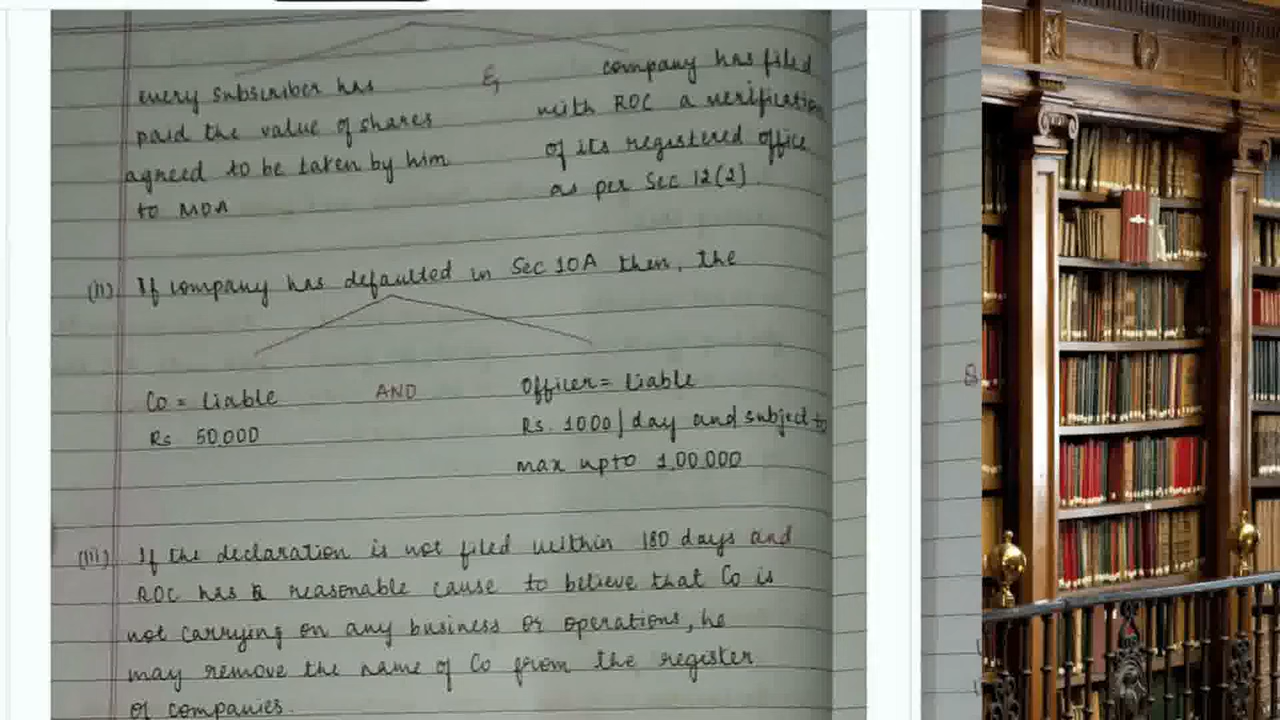 every subscriber has & company has filed
paid the value of shares with ROC a verification
agreed to be taken by him of its registered office
to MOA as per Sec 12(2).
(ii) If company has defaulted in Sec 10A then, the
Co = liable AND Officer = liable
Rs 50,000 Rs. 1000/day and subject to
max upto 1,00,000
(iii) If the declaration is not filed within 180 days and
ROC has a reasonable cause to believe that Co is
not carrying on any business or operations, he
may remove the name of Co from the register
of companies.